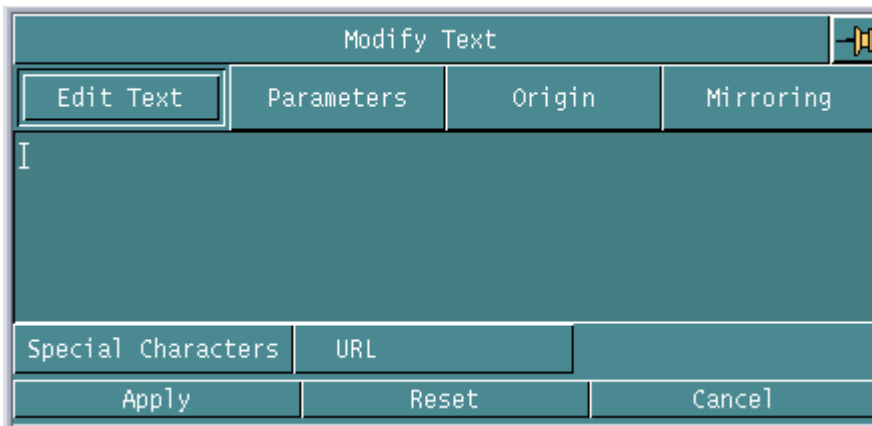 Modify Text
Edit Text Parameters Origin Mirroring
Special Characters URL
Apply Reset Cancel